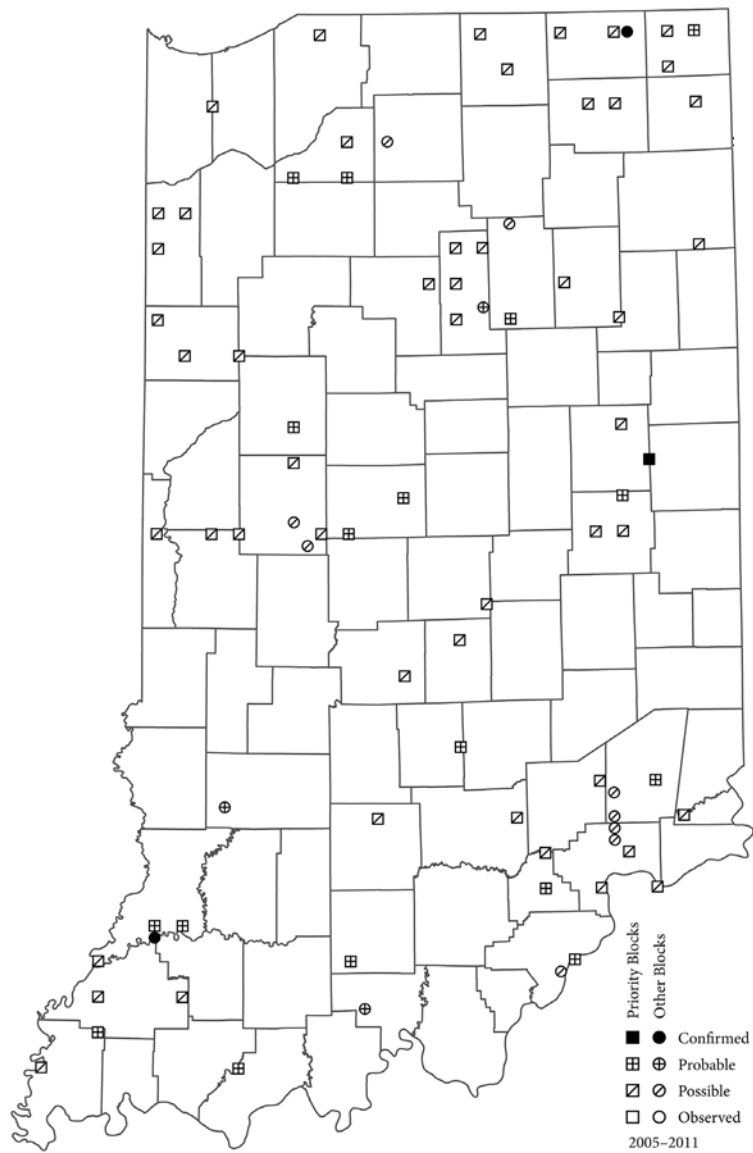 Priority Blocks
Other Blocks
Confirmed
Probable
Possible
Observed
2005–2011